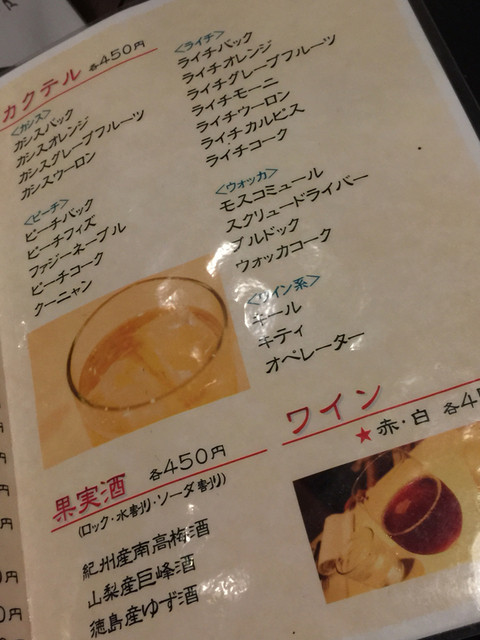 カクテル 各450円
<カシス>
カシスバック
カシスオレンジ
カシスグレープフルーツ
カシスウーロン
<ピーチ>
ピーチバック
ピーチフィズ
ファジーネーブル
ピーチコーク
クーニャン
<ライチ>
ライチバック
ライチオレンジ
ライチグレープフルーツ
ライチモーニ
ライチウーロン
ライチカルピス
ライチコーク
<ウォッカ>
モスコミュール
スクリュードライバー
ブルドック
ウォッカコーク
<ワイン系>
キール
キティ
オペレーター
果実酒 各450円
(ロック・水割り・ソーダ割り)
紀州産南高梅酒
山梨産巨峰酒
徳島産ゆず酒
ワイン
★赤・白 各4